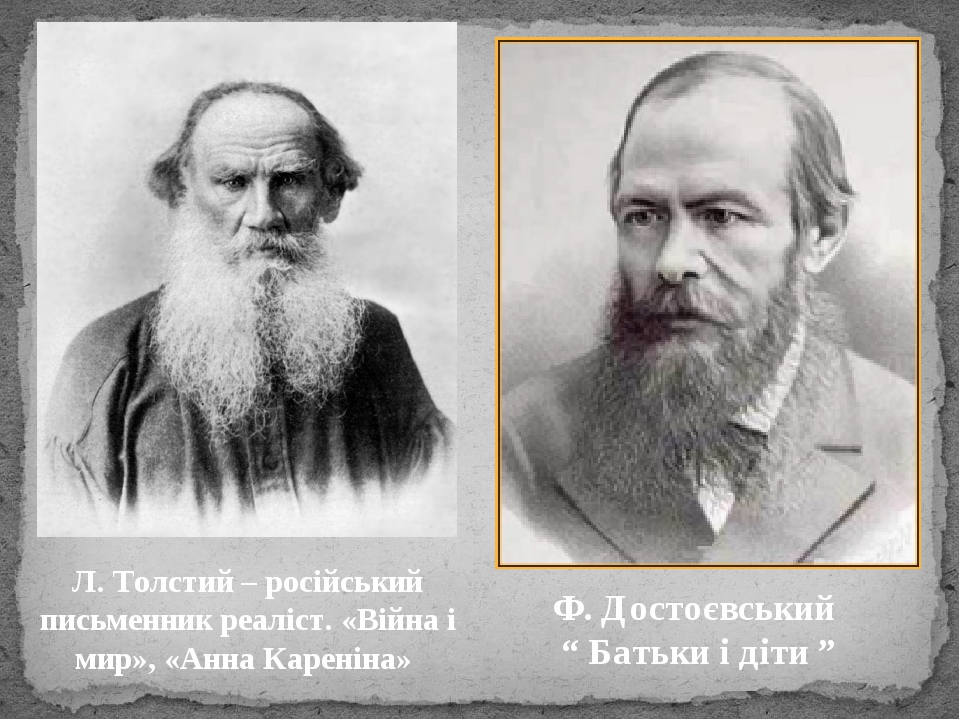 Л. Толстий – російський
письменник реаліст. «Війна і
мир», «Анна Кареніна»
Ф. Достоєвський
“ Батьки і діти ”